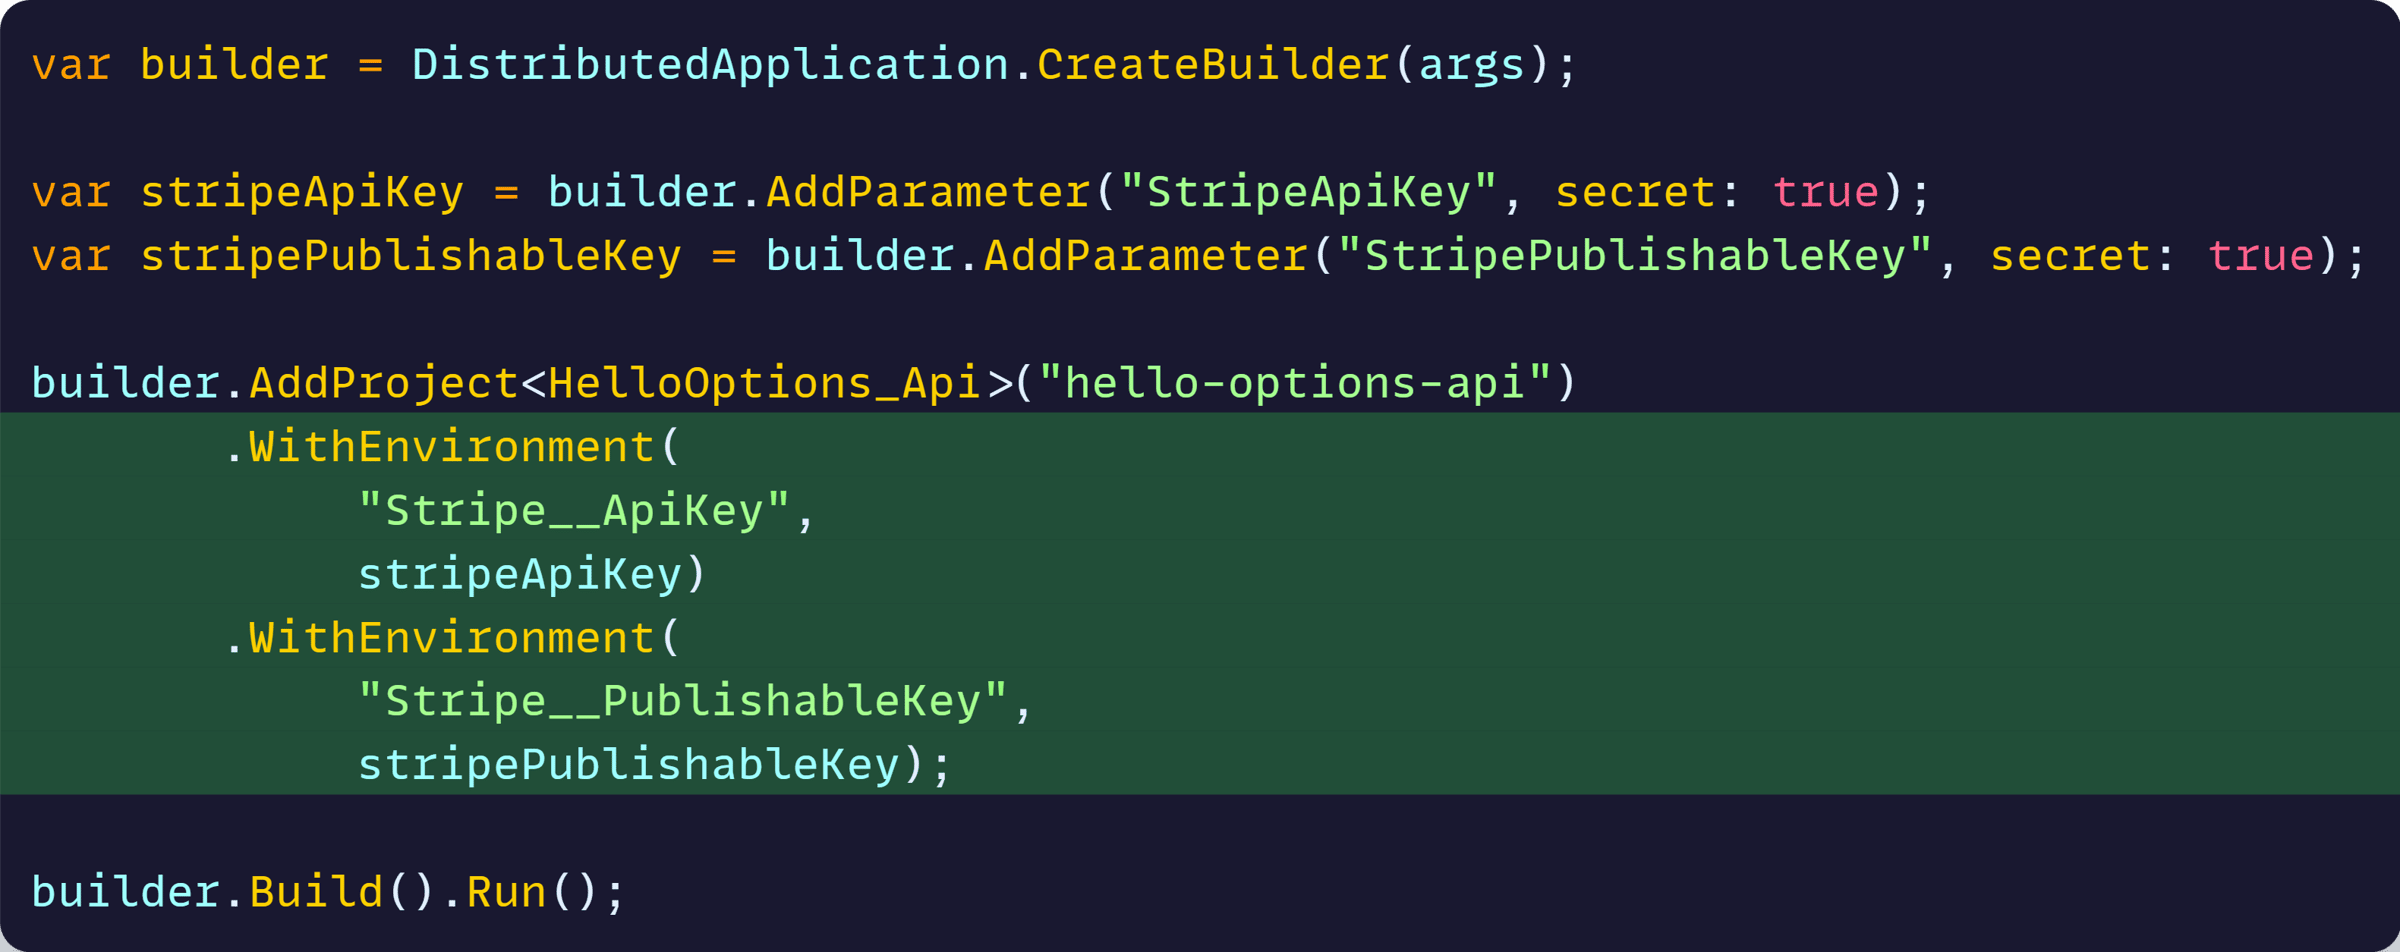 var builder = DistributedApplication.CreateBuilder(args);
var stripeApiKey = builder.AddParameter("StripeApiKey", secret: true);
var stripePublishableKey = builder.AddParameter("StripePublishableKey", secret: true);
builder.AddProject<HelloOptions_Api>("hello-options-api")
.WithEnvironment(
"Stripe__ApiKey",
stripeApiKey)
.WithEnvironment(
"Stripe__PublishableKey",
stripePublishableKey);
builder.Build().Run();